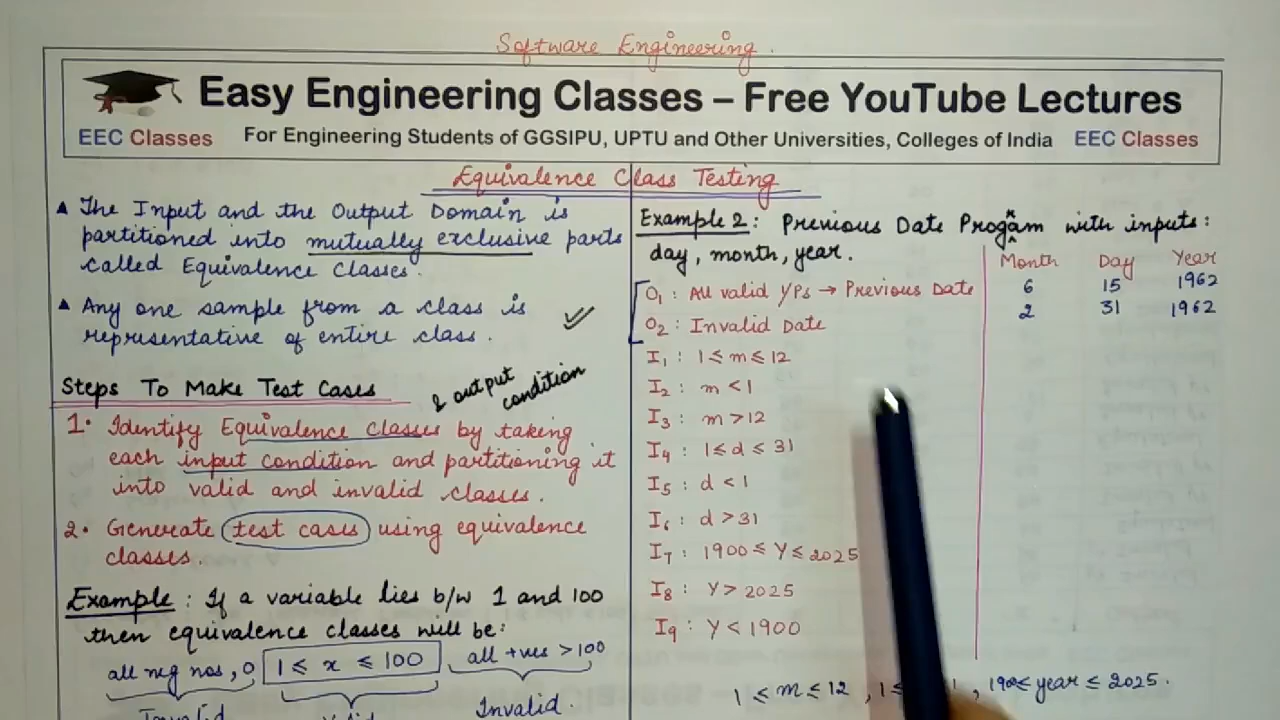 Software Engineering.
Easy Engineering Classes – Free YouTube Lectures
EEC Classes For Engineering Students of GGSIPU, UPTU and Other Universities, Colleges of India EEC Classes
Equivalence Class Testing
▲ The Input and the Output Domain is
partitioned into mutually exclusive parts
called Equivalence Classes.
▲ Any one sample from a class is
representative of entire class.
Steps To Make Test Cases
& output
condition
1. Identify Equivalence classes by taking
each input condition and partitioning it
into valid and invalid classes.
2. Generate test cases using equivalence
classes.
Example : If a variable lies b/w 1 and 100
then equivalence classes will be:
all neg nos, 0 1 ≤ x ≤ 100 all +ves > 100
Invalid Valid Invalid.
Example 2 : Previous Date Program with inputs :
day, month, year.
O1 : All valid I/Ps → Previous Date
O2 : Invalid Date
I1 : 1 ≤ m ≤ 12
I2 : m < 1
I3 : m > 12
I4 : 1 ≤ d ≤ 31
I5 : d < 1
I6 : d > 31
I7 : 1900 ≤ Y ≤ 2025
I8 : Y > 2025
I9 : Y < 1900
Month Day Year
6 15 1962
2 31 1962
1 ≤ m ≤ 12 , 1 ≤ 1 , 1900 ≤ year ≤ 2025.